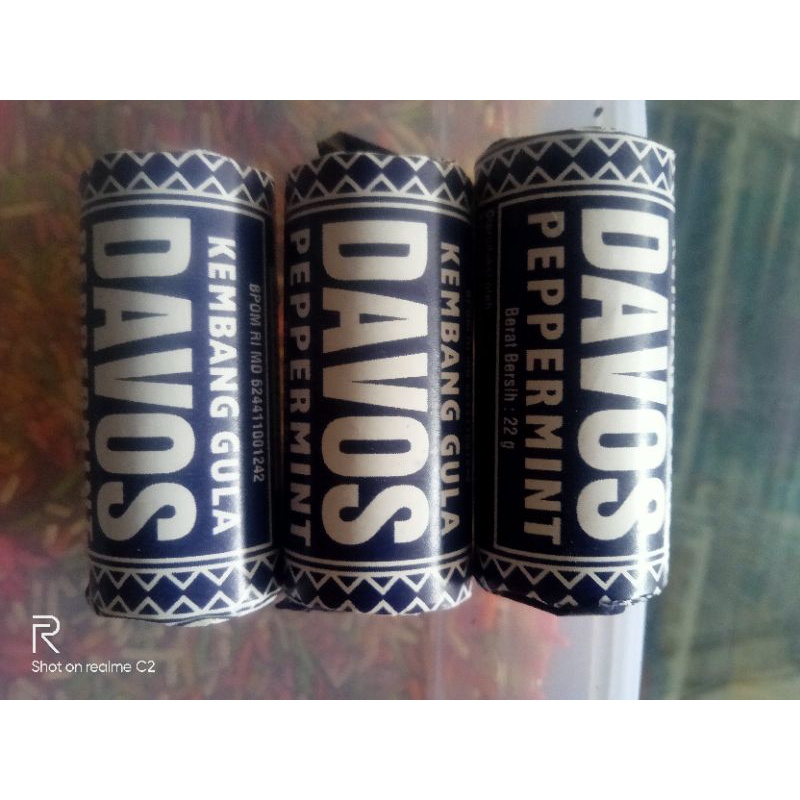 KEMBANG GULA
DAVOS
BPOM RI MD 624411001242
KEMBANG GULA
DAVOS
PEPPERMINT
DAVOS
PEPPERMINT
Berat Bersih : 22 g
R
Shot on realme C2